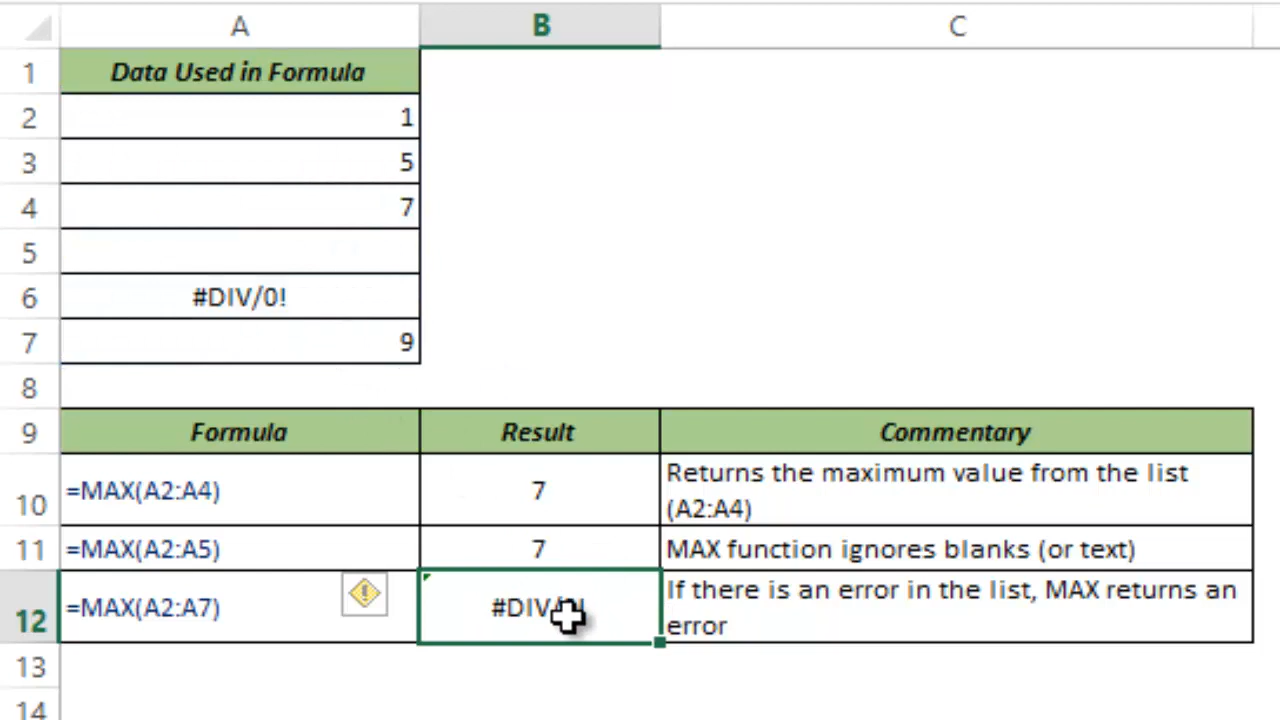 A B C
1 Data Used in Formula
2 1
3 5
4 7
5
6 #DIV/0!
7 9
8
9 Formula Result Commentary
10 =MAX(A2:A4) 7 Returns the maximum value from the list
(A2:A4)
11 =MAX(A2:A5) 7 MAX function ignores blanks (or text)
12 =MAX(A2:A7) #DIV/0! If there is an error in the list, MAX returns an
error
13
14